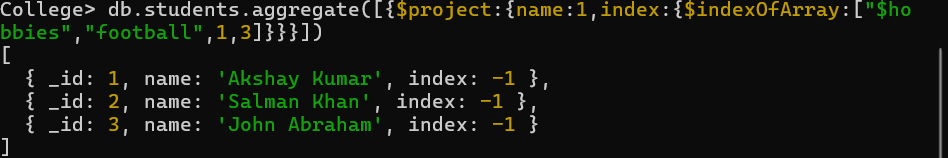 College> db.students.aggregate([{$project:{name:1,index:{$indexOfArray:["$ho
bbies","football",1,3]}}}])
[
  { _id: 1, name: 'Akshay Kumar', index: -1 },
  { _id: 2, name: 'Salman Khan', index: -1 },
  { _id: 3, name: 'John Abraham', index: -1 }
]